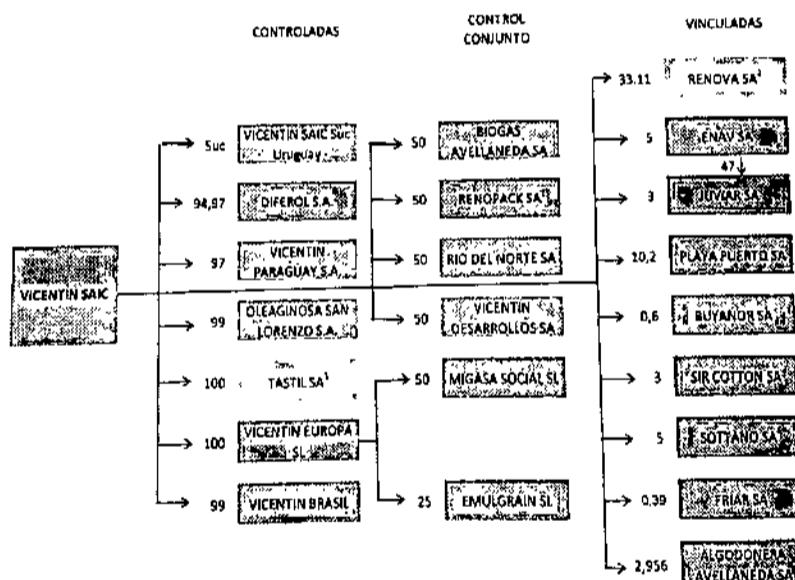 CONTROLADAS
CONTROL
CONJUNTO
VINCULADAS
VICENTIN SAIC
Suc
VICENTIN SAIC Suc
Uruguay
94,97
DIFEROL S.A.
97
VICENTIN
PARAGUAY S.A.
99
OLEAGINOSA SAN
LORENZO S.A.
100
TASTIL SA
100
VICENTIN EUROPA
SL
99
VICENTIN BRASIL
50
BIOGAS
AVELLANEDA SA
50
RENOPACK SA
50
RIO DEL NORTE SA
50
VICENTIN
DESARROLLOS SA
50
MIGASA SOCIAL SL
25
EMULGRAIN SL
33.11
RENOVA SA
5
ENAV SA
47
3
JUVIAR SA
10,2
PLAYA PUERTO SA
0,6
BUYANOR SA
3
SIR COTTON SA
5
SOTTANO SA
0,39
FRIAR SA
2,956
ALGODONERA
AVELLANEDA SA